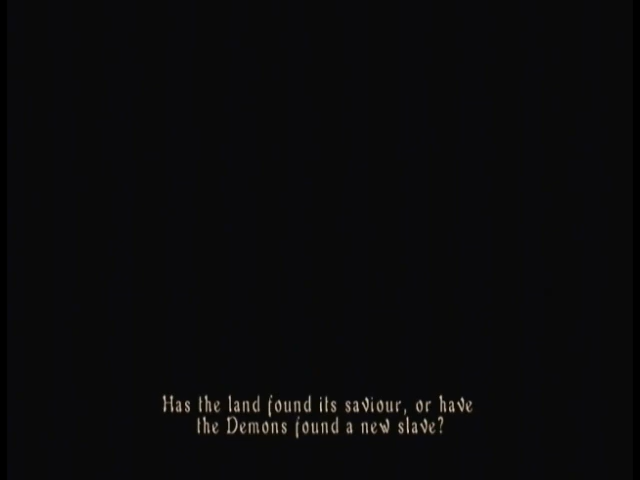 Has the land found its saviour, or have
the Demons found a new slave?